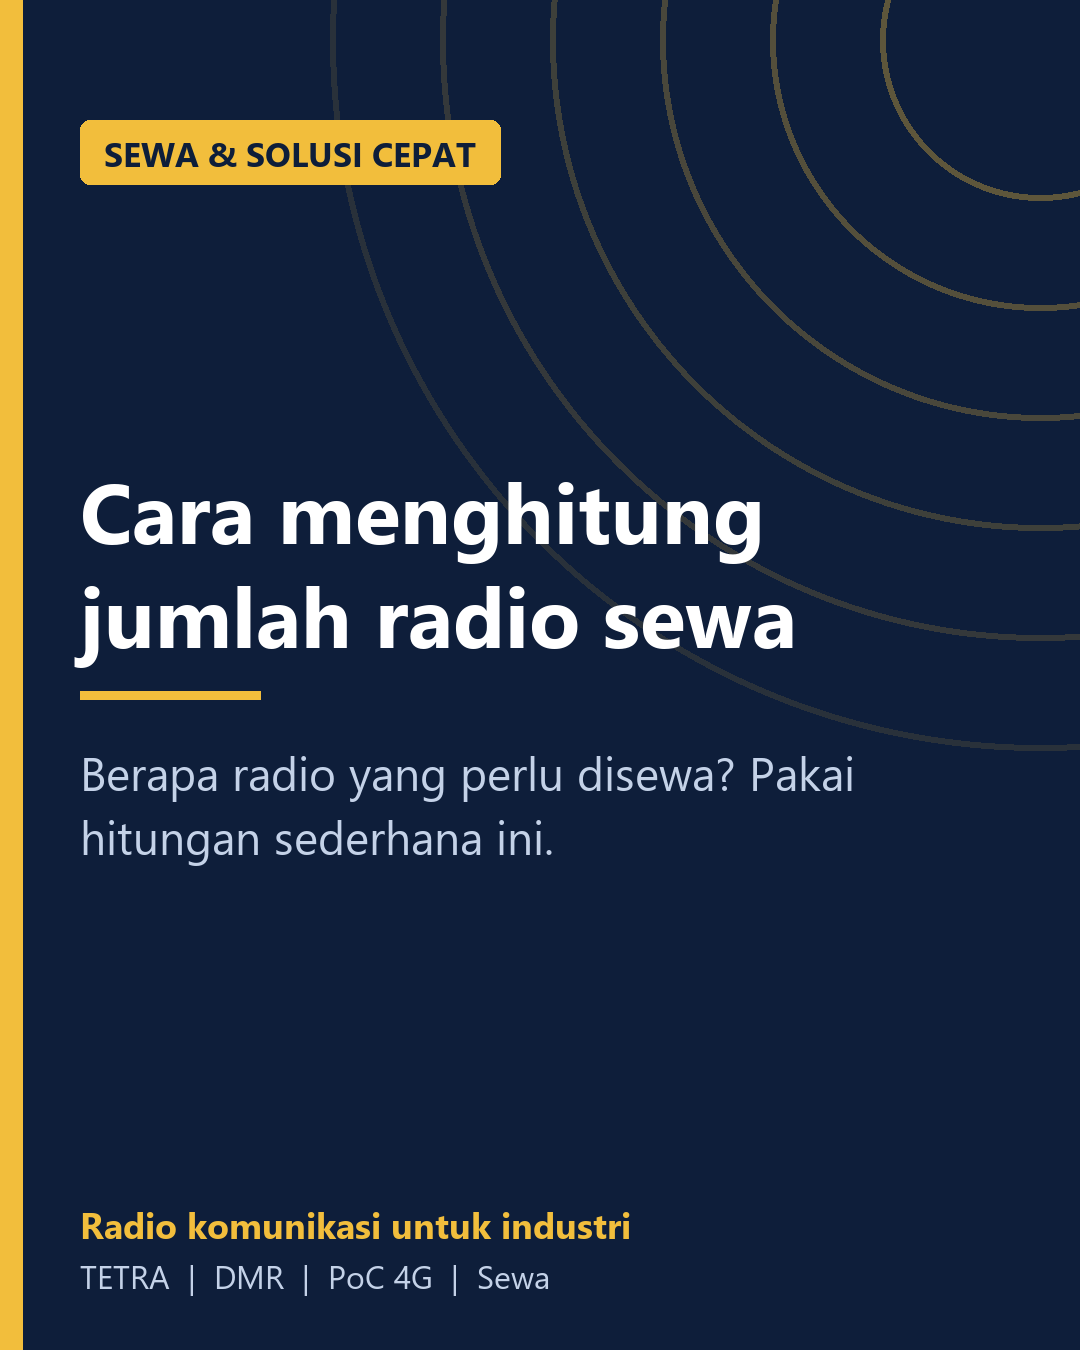 SEWA & SOLUSI CEPAT
Cara menghitung
jumlah radio sewa
Berapa radio yang perlu disewa? Pakai
hitungan sederhana ini.
Radio komunikasi untuk industri
TETRA | DMR | PoC 4G | Sewa